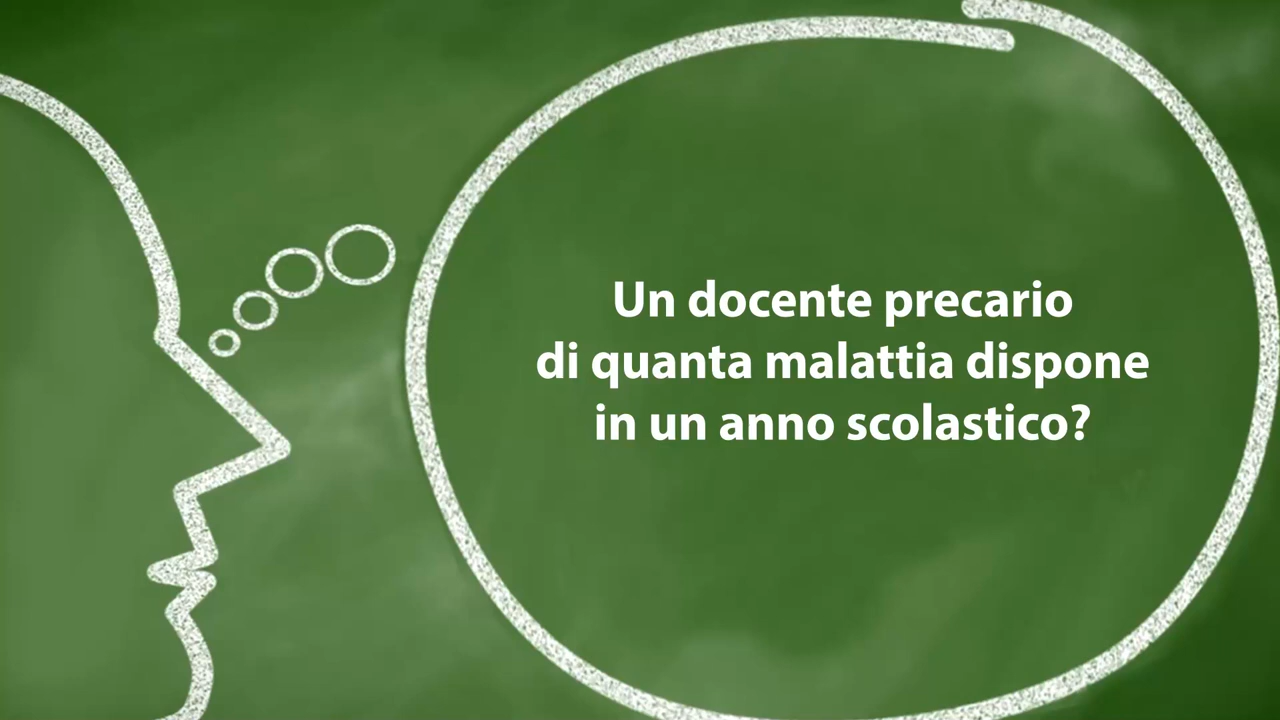 Un docente precario
di quanta malattia dispone
in un anno scolastico?